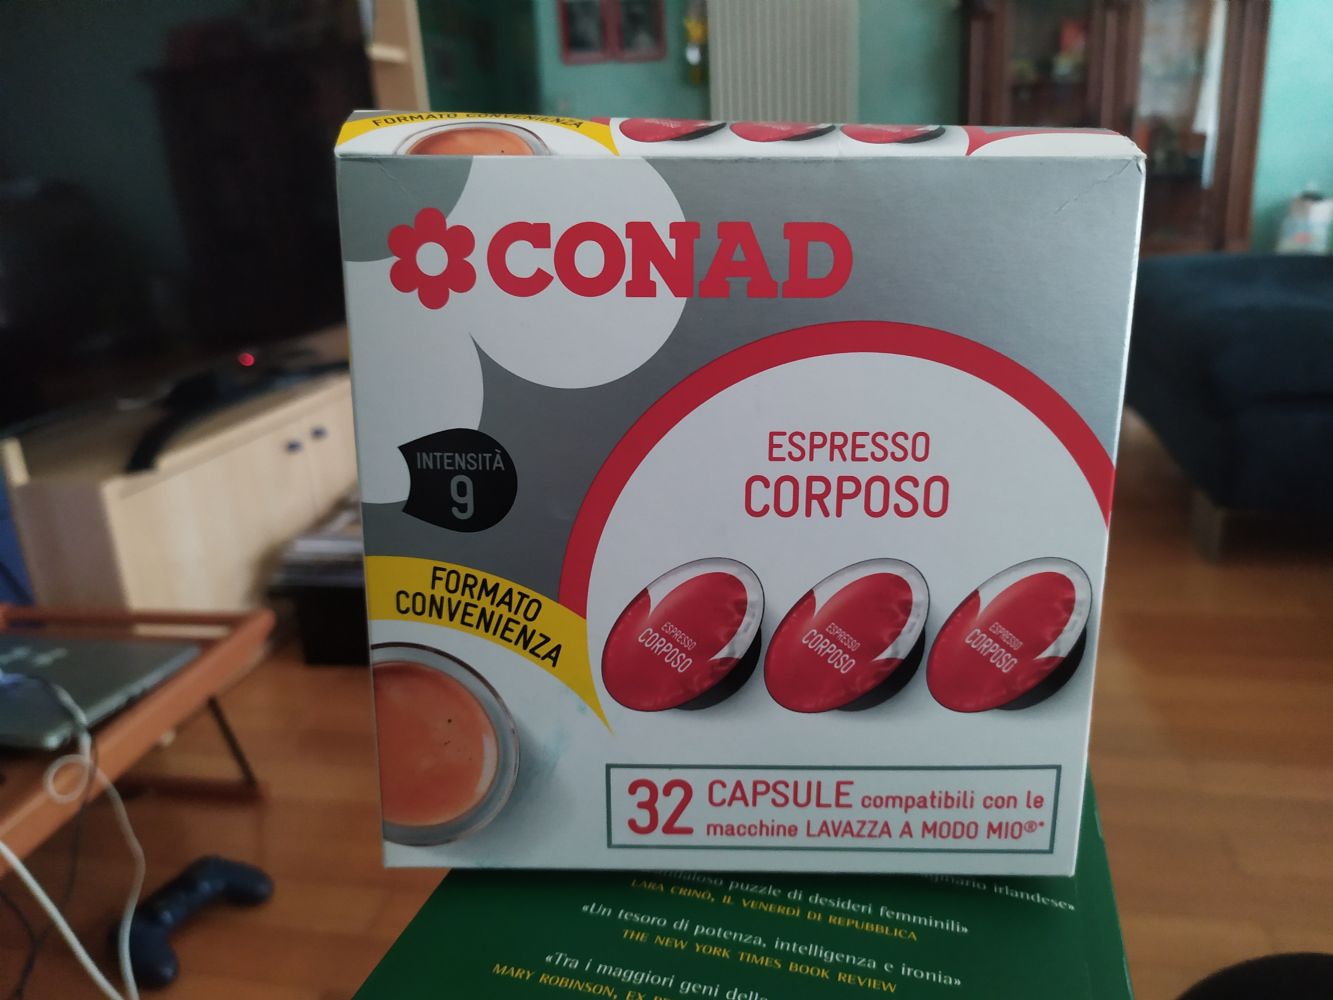 FORMATO CONVENIENZA
CONAD
INTENSITÀ
9
ESPRESSO
CORPOSO
FORMATO
CONVENIENZA
ESPRESSO
CORPOSO
ESPRESSO
CORPOSO
ESPRESSO
CORPOSO
32 CAPSULE compatibili con le
macchine LAVAZZA A MODO MIO®*
puzzle di desideri femminili»
irlandese»
LARA CRINÒ, IL VENERDÌ DI REPUBBLICA
«Un tesoro di potenza, intelligenza e ironia»
THE NEW YORK TIMES BOOK REVIEW
«Tra i maggiori geni
MARY ROBINSON,